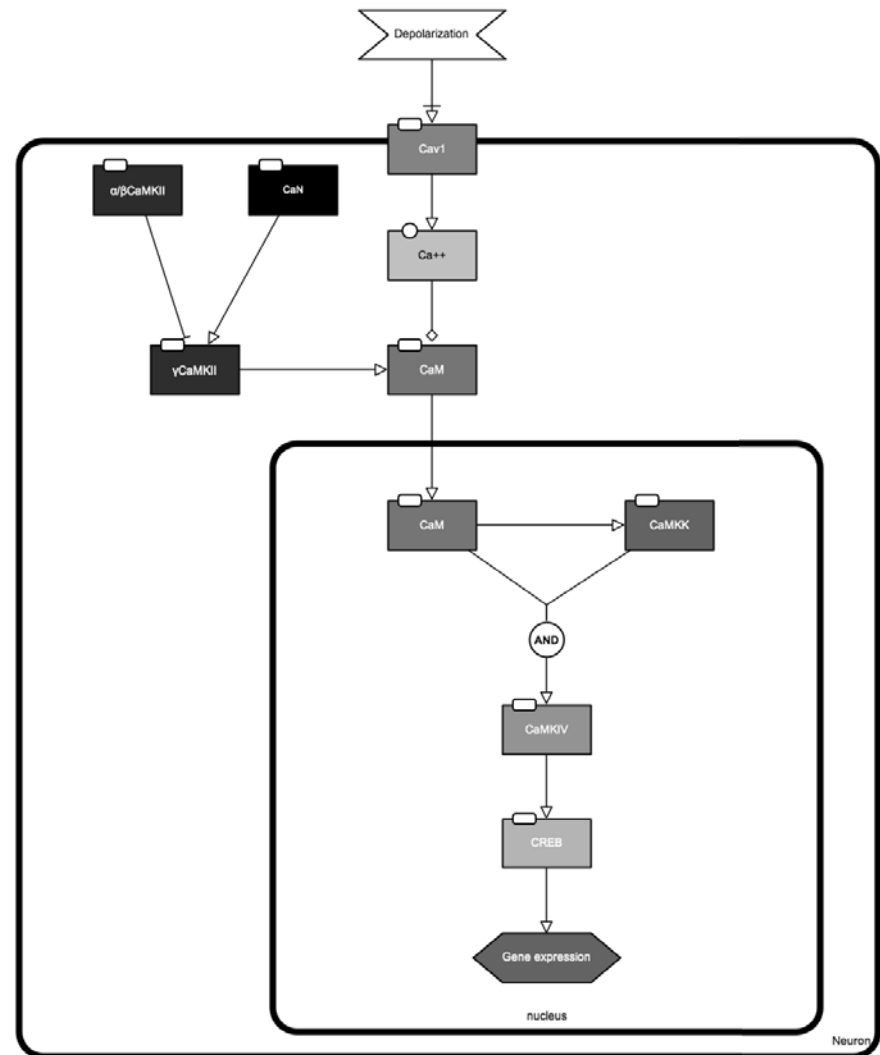 Depolarization
Cav1
α/βCaMKII
CaN
Ca++
γCaMKII
CaM
CaM
CaMKK
AND
CaMKIV
CREB
Gene expression
nucleus
Neuron